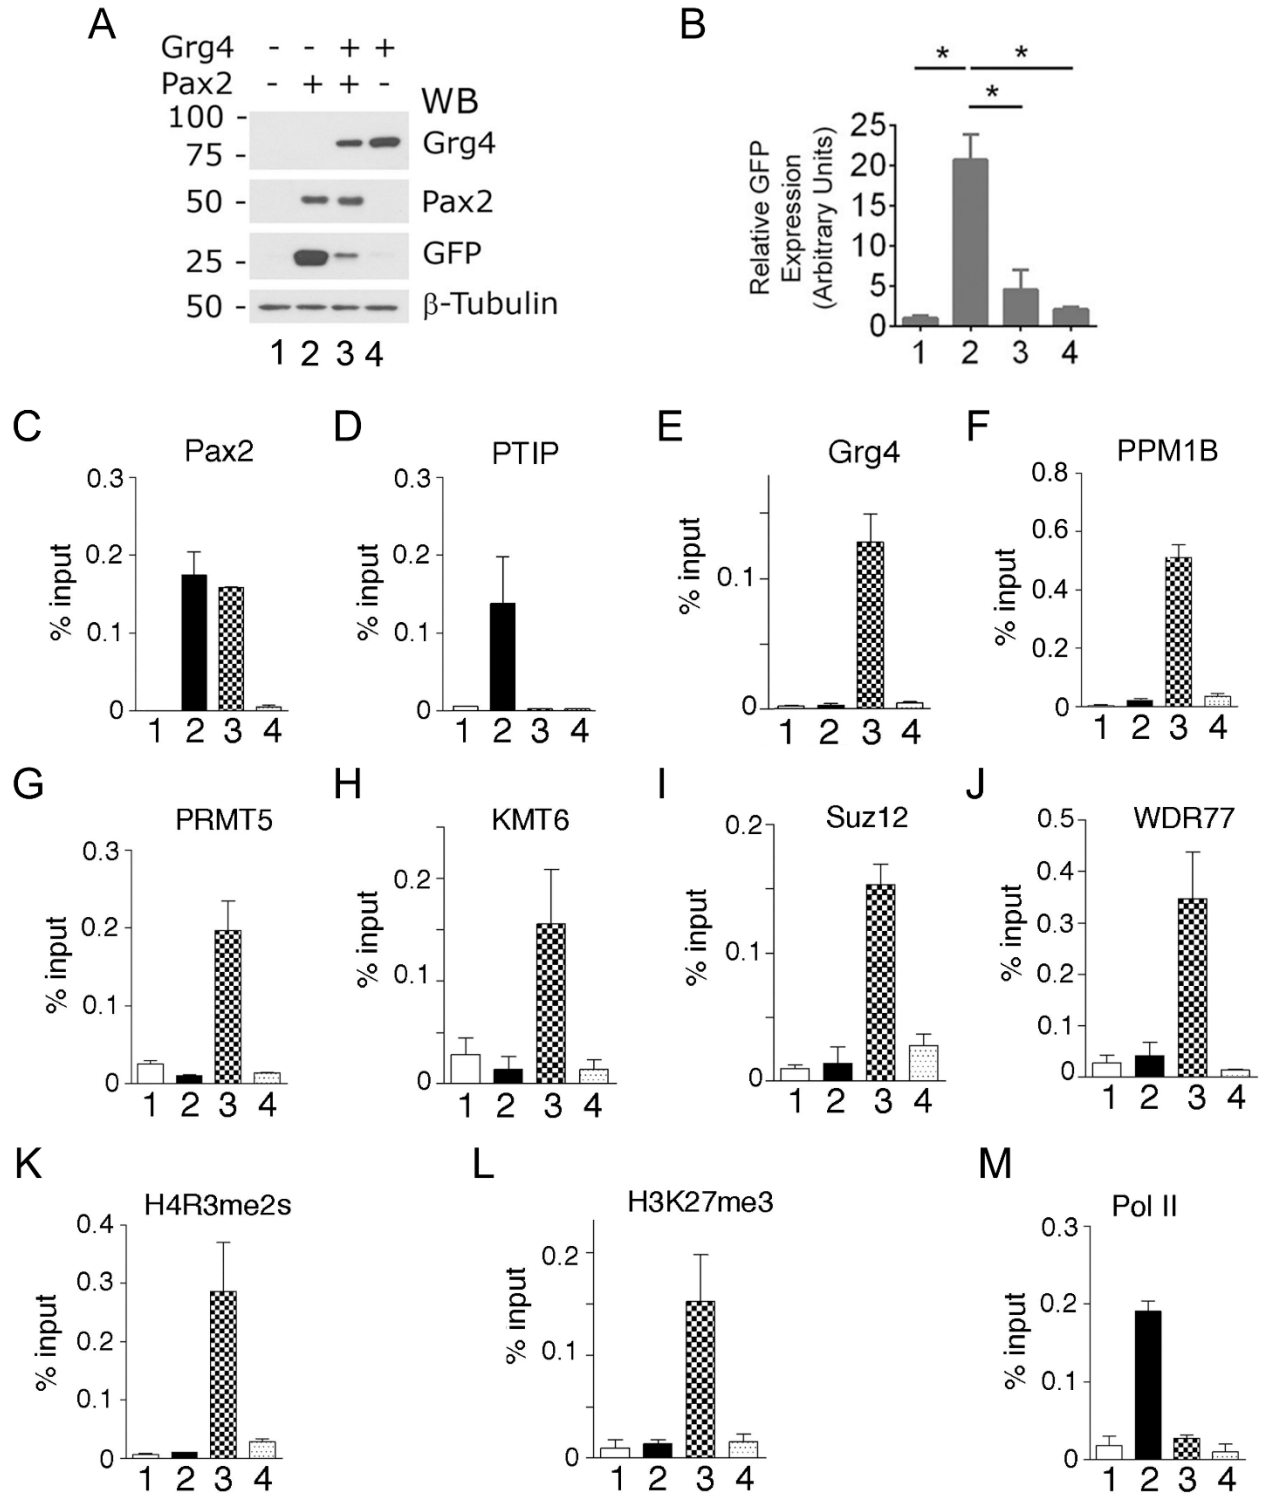 A
Grg4 - - + +
Pax2 - + + -
WB
100 -
75 -
Grg4
50 -
Pax2
25 -
GFP
50 -
β-Tubulin
1 2 3 4
B
* *
*
Relative GFP
Expression
(Arbitrary Units)
25
20
15
10
5
0
1 2 3 4
C
Pax2
% input
0.3
0.2
0.1
0
1 2 3 4
D
PTIP
% input
0.3
0.2
0.1
0
1 2 3 4
E
Grg4
% input
0.1
0
1 2 3 4
F
PPM1B
% input
0.8
0.6
0.4
0.2
0
1 2 3 4
G
PRMT5
% input
0.3
0.2
0.1
0
1 2 3 4
H
KMT6
% input
0.2
0.1
0
1 2 3 4
I
Suz12
% input
0.2
0.1
0
1 2 3 4
J
WDR77
% input
0.5
0.4
0.3
0.2
0.1
0
1 2 3 4
K
H4R3me2s
% input
0.4
0.3
0.2
0.1
0
1 2 3 4
L
H3K27me3
% input
0.2
0.1
0
1 2 3 4
M
Pol II
% input
0.3
0.2
0.1
0
1 2 3 4